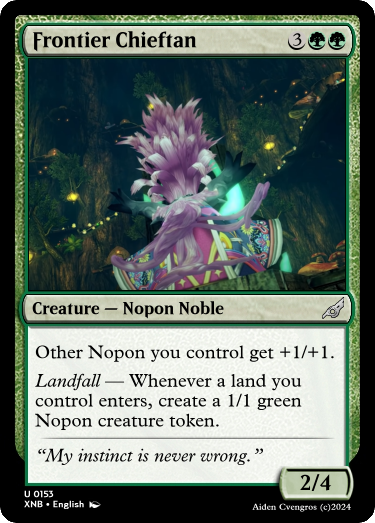 Frontier Chieftan 3
Creature — Nopon Noble
Other Nopon you control get +1/+1.
Landfall — Whenever a land you
control enters, create a 1/1 green
Nopon creature token.
“My instinct is never wrong.”
2/4
U 0153
XNB • English Aiden Cvengros (c)2024